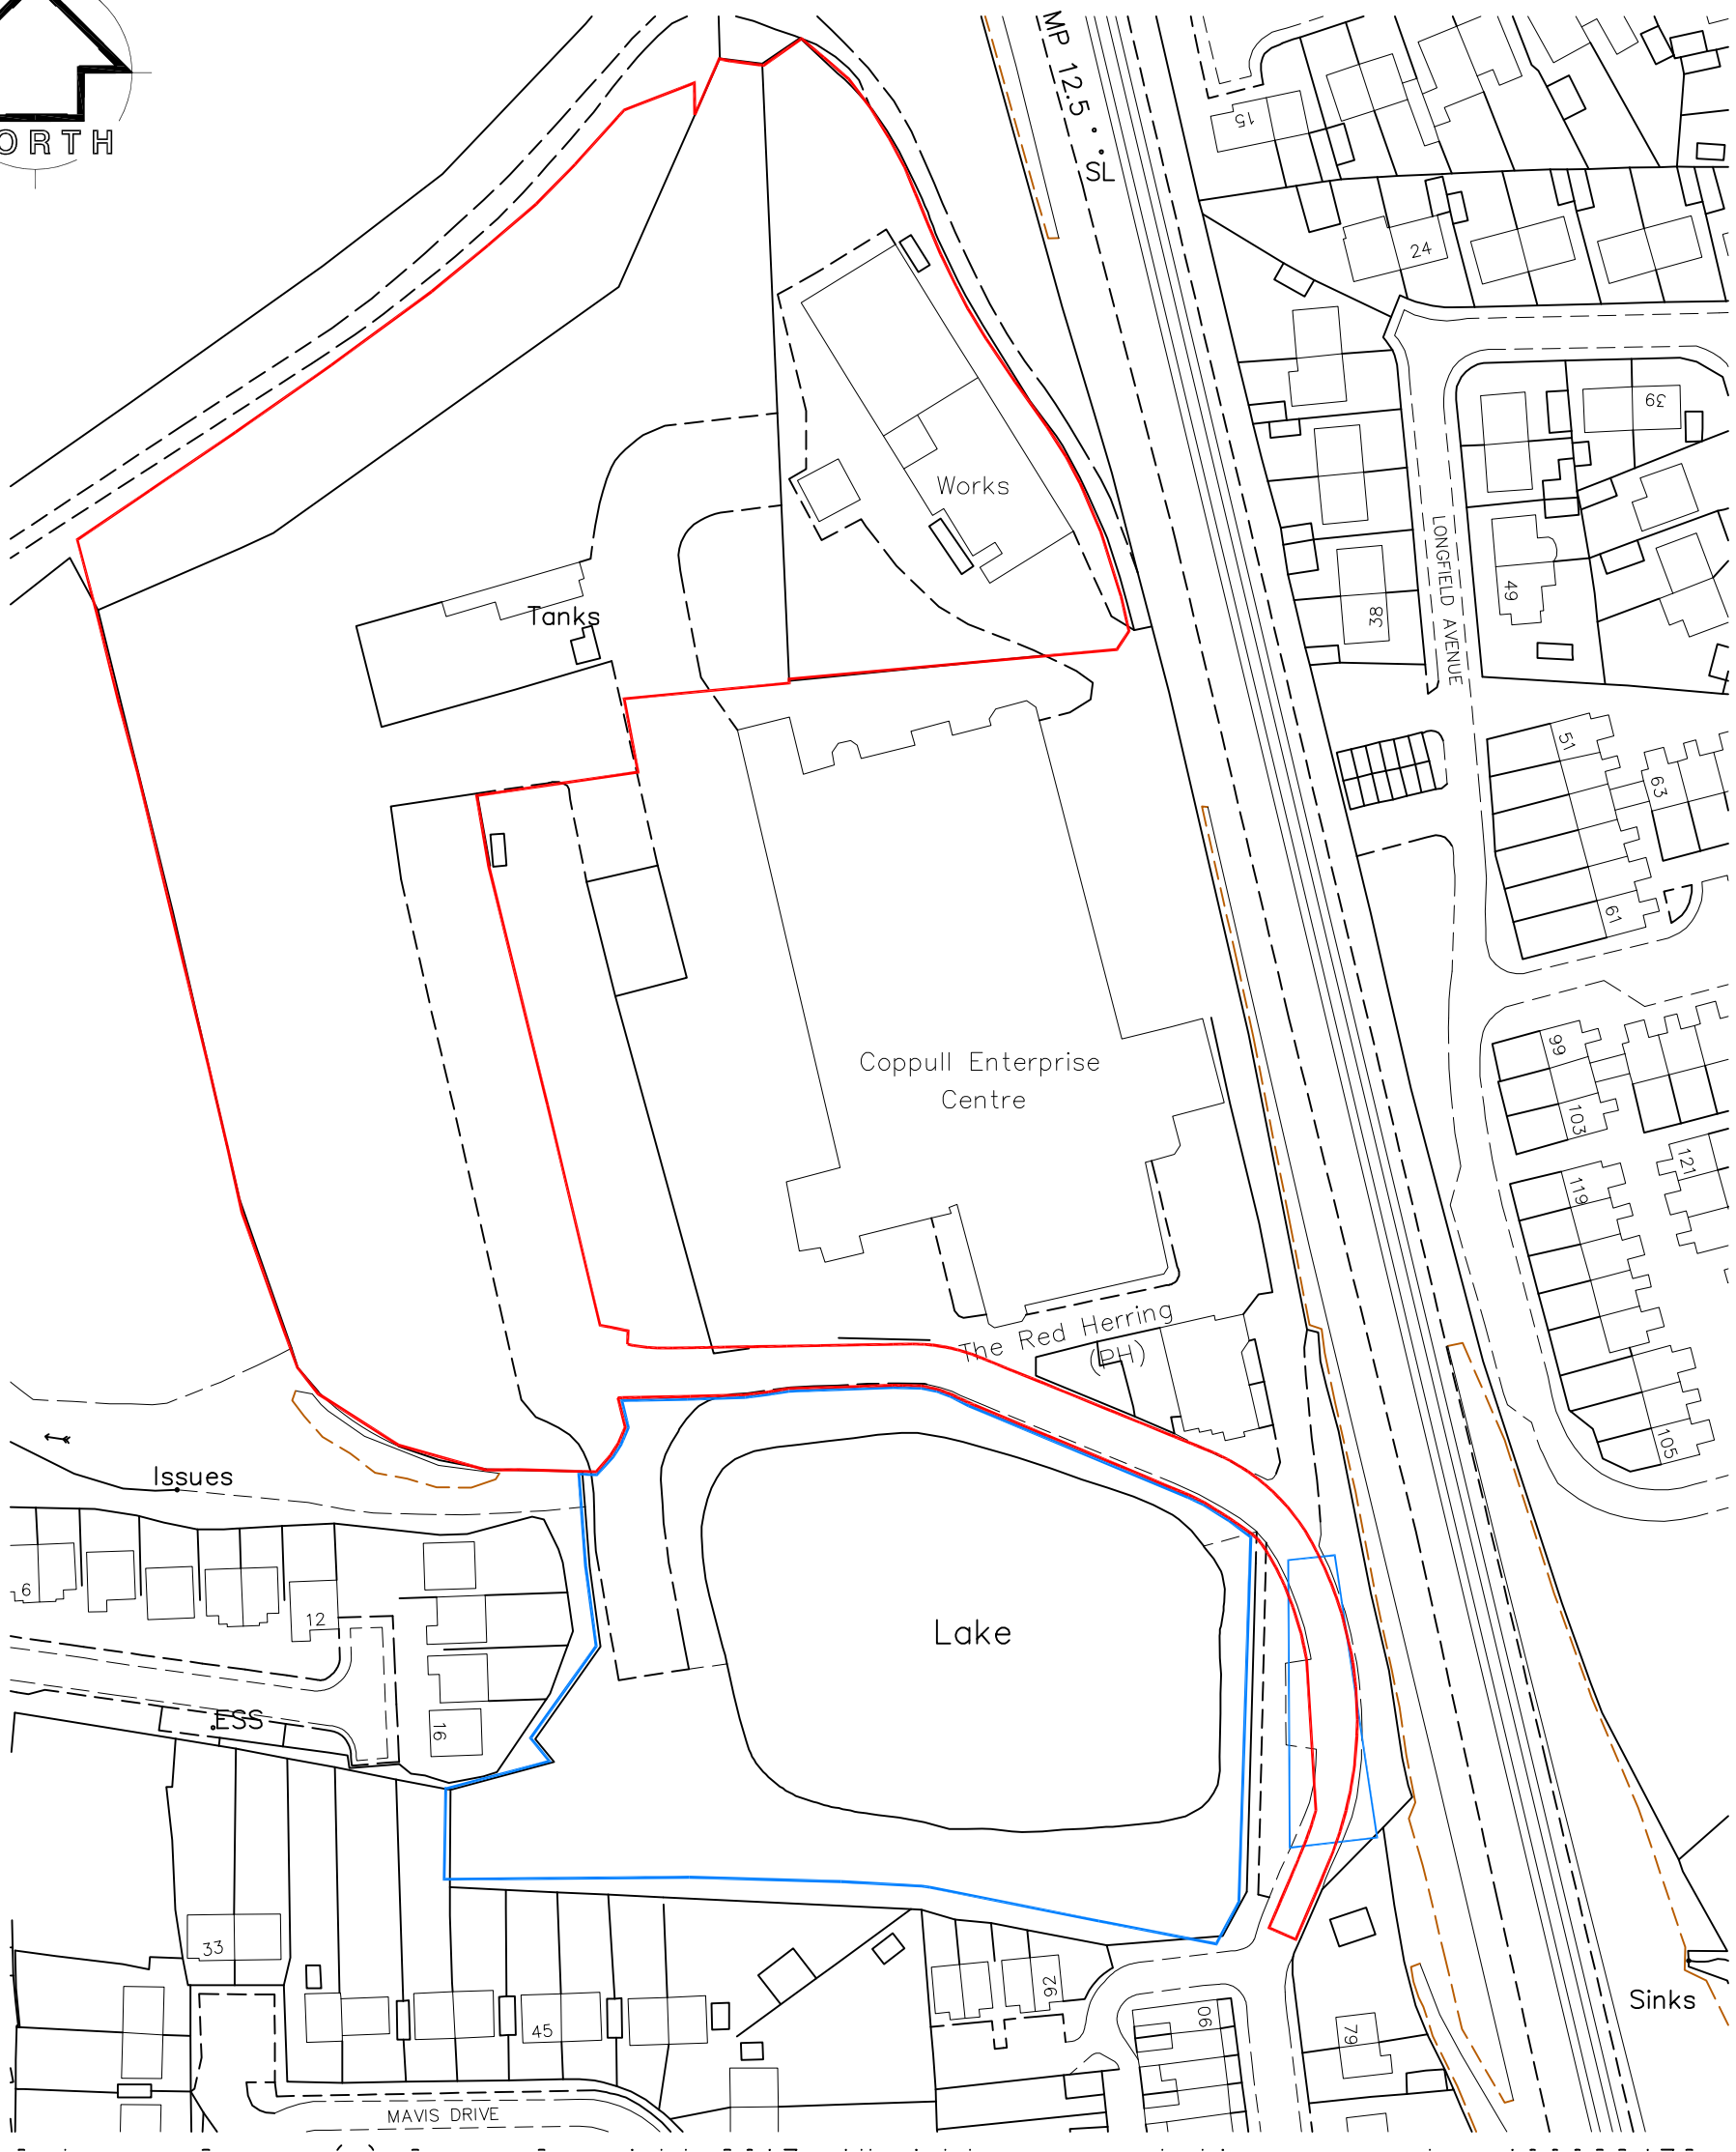 ORTH
MP 12.5
SL
15
24
39
Works
LONGFIELD AVENUE
49
38
Tanks
51
63
61
Coppull Enterprise
Centre
99
103
121
119
The Red Herring
(PH)
105
Issues
6
12
Lake
ESS
16
33
92
90
45
79
Sinks
MAVIS DRIVE